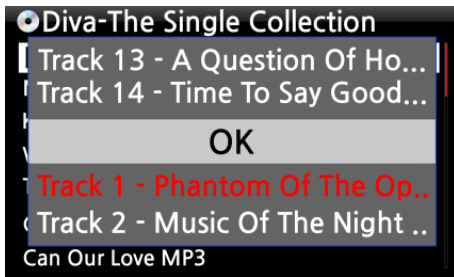 Diva-The Single Collection
Track 13 - A Question Of Ho...
Track 14 - Time To Say Good...
OK
Track 1 - Phantom Of The Op..
Track 2 - Music Of The Night ..
Can Our Love MP3